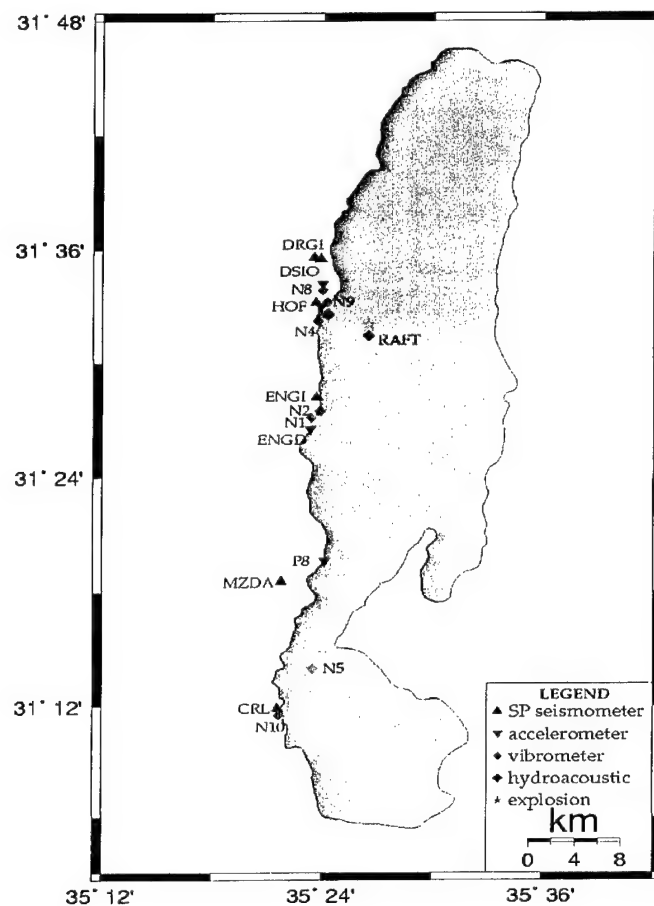 31° 48'
31° 36'
DRGI
DSIO
N8
N9
HOF
N4
RAFT
ENGI
N2
N1
ENGD
31° 24'
P8
MZDA
N5
31° 12'
CRL
N10
LEGEND
SP seismometer
accelerometer
vibrometer
hydroacoustic
explosion
km
0 4 8
35° 12' 35° 24' 35° 36'